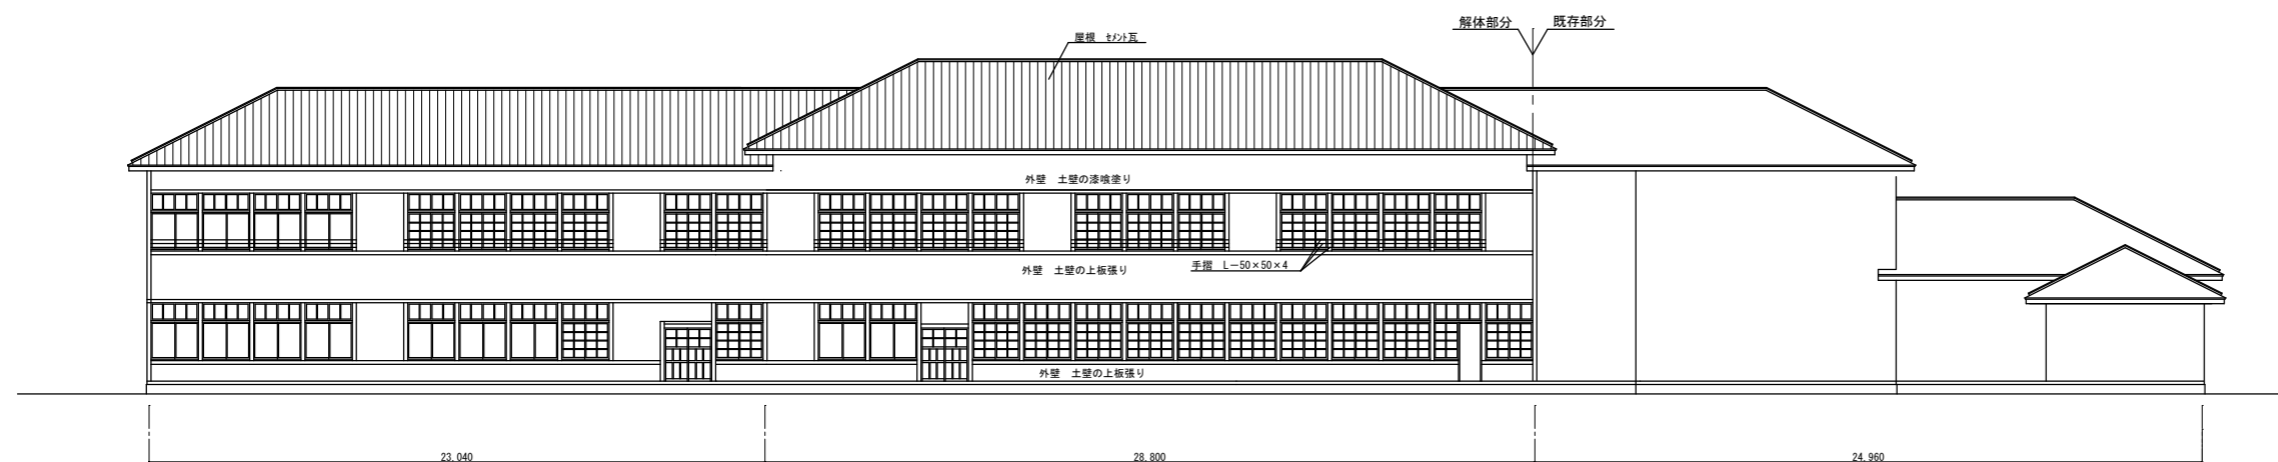 解体部分 既存部分
屋根 ｾﾒﾝﾄ瓦
外壁 土壁の漆喰塗り
手摺 L－50×50×4
外壁 土壁の上板張り
外壁 土壁の上板張り
23,040 28,800 24,960